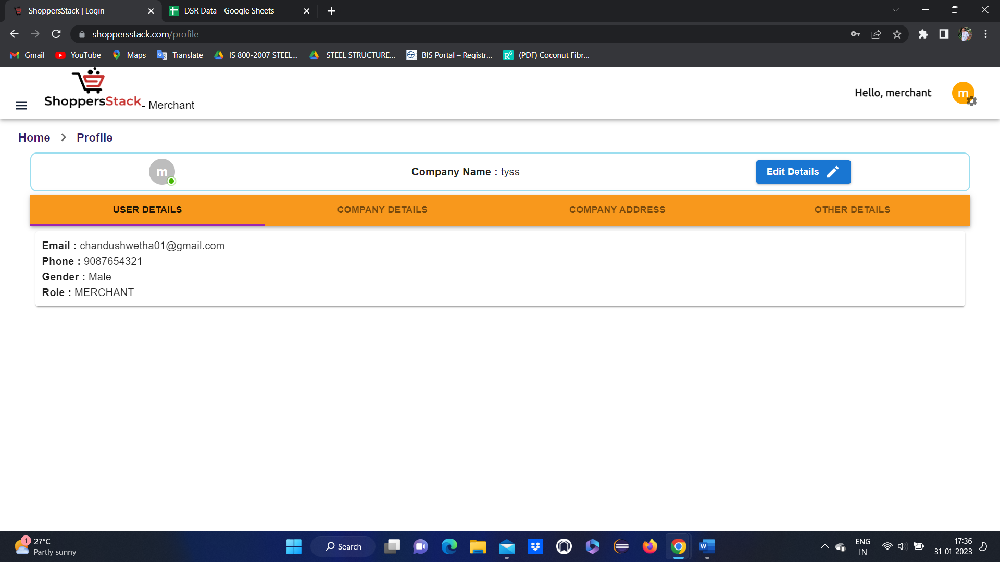 ShoppersStack | Login
DSR Data - Google Sheets
shoppersstack.com/profile
Gmail
YouTube
Maps
Translate
IS 800-2007 STEEL...
STEEL STRUCTURE...
BIS Portal – Registr...
(PDF) Coconut Fibr...
ShoppersStack - Merchant
Hello, merchant
m
Home > Profile
m
Company Name : tyss
Edit Details
USER DETAILS
COMPANY DETAILS
COMPANY ADDRESS
OTHER DETAILS
Email : chandushwetha01@gmail.com
Phone : 9087654321
Gender : Male
Role : MERCHANT
1
27°C
Partly sunny
Search
ENG
IN
17:36
31-01-2023